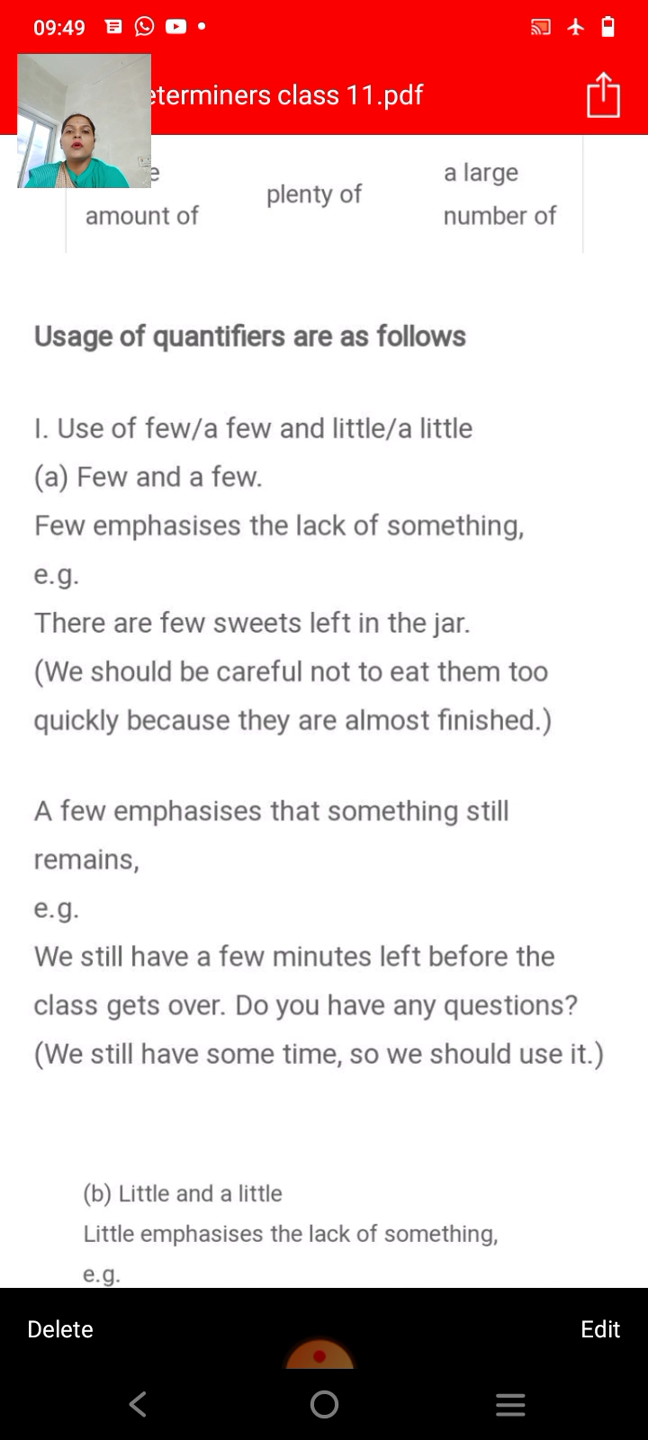 09:49
eterminers class 11.pdf
e
amount of
plenty of
a large
number of
Usage of quantifiers are as follows
I. Use of few/a few and little/a little
(a) Few and a few.
Few emphasises the lack of something,
e.g.
There are few sweets left in the jar.
(We should be careful not to eat them too
quickly because they are almost finished.)
A few emphasises that something still
remains,
e.g.
We still have a few minutes left before the
class gets over. Do you have any questions?
(We still have some time, so we should use it.)
(b) Little and a little
Little emphasises the lack of something,
e.g.
Delete
Edit